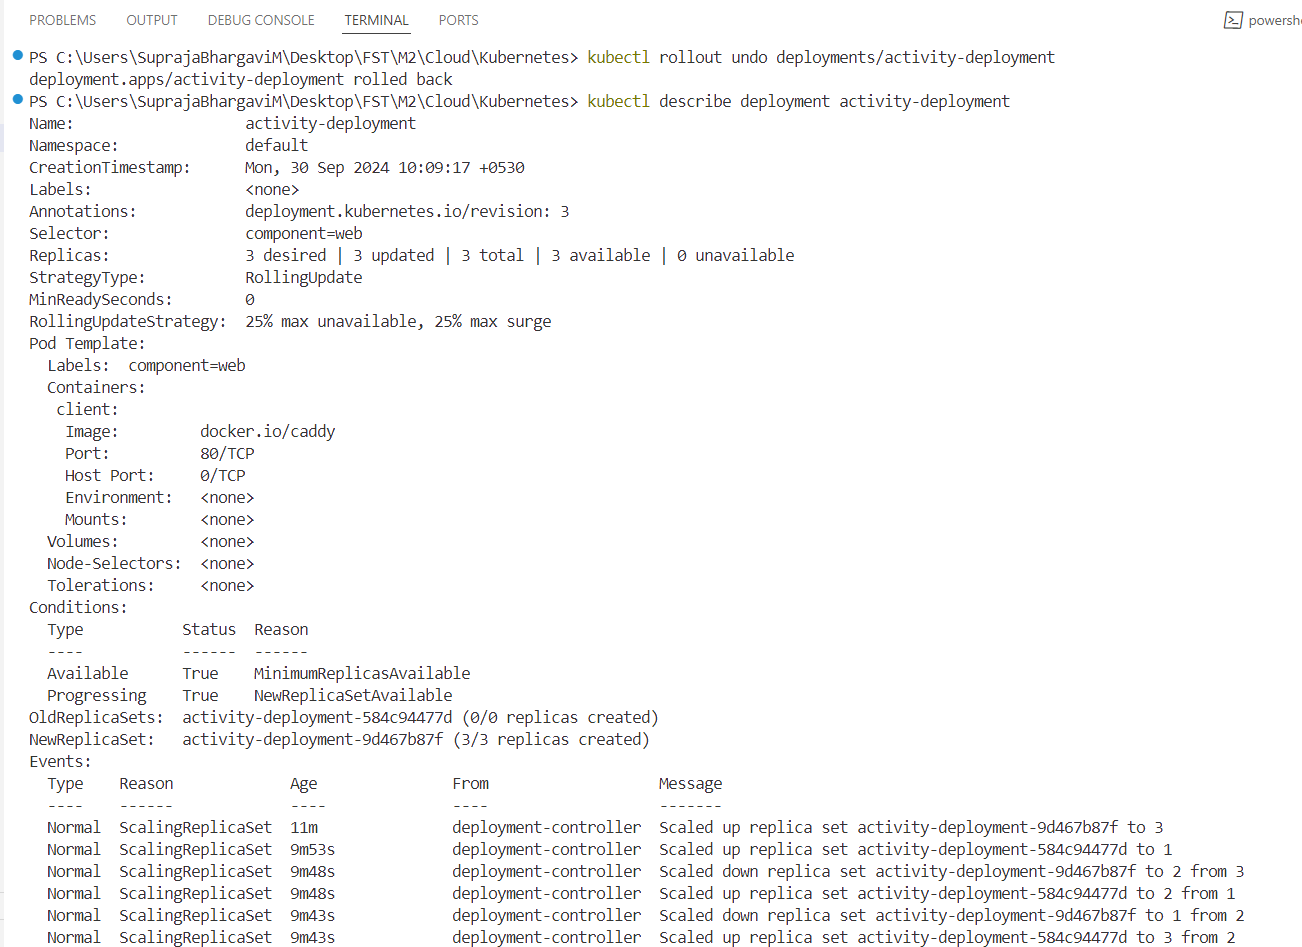 PROBLEMS OUTPUT DEBUG CONSOLE TERMINAL PORTS
PS C:\Users\SuprajaBhargaviM\Desktop\FST\M2\Cloud\Kubernetes> kubectl rollout undo deployments/activity-deployment
deployment.apps/activity-deployment rolled back
PS C:\Users\SuprajaBhargaviM\Desktop\FST\M2\Cloud\Kubernetes> kubectl describe deployment activity-deployment
Name: activity-deployment
Namespace: default
CreationTimestamp: Mon, 30 Sep 2024 10:09:17 +0530
Labels: <none>
Annotations: deployment.kubernetes.io/revision: 3
Selector: component=web
Replicas: 3 desired | 3 updated | 3 total | 3 available | 0 unavailable
StrategyType: RollingUpdate
MinReadySeconds: 0
RollingUpdateStrategy: 25% max unavailable, 25% max surge
Pod Template:
Labels: component=web
Containers:
client:
Image: docker.io/caddy
Port: 80/TCP
Host Port: 0/TCP
Environment: <none>
Mounts: <none>
Volumes: <none>
Node-Selectors: <none>
Tolerations: <none>
Conditions:
Type Status Reason
---- ------ ------
Available True MinimumReplicasAvailable
Progressing True NewReplicaSetAvailable
OldReplicaSets: activity-deployment-584c94477d (0/0 replicas created)
NewReplicaSet: activity-deployment-9d467b87f (3/3 replicas created)
Events:
Type Reason Age From Message
---- ------ ---- ---- -------
Normal ScalingReplicaSet 11m deployment-controller Scaled up replica set activity-deployment-9d467b87f to 3
Normal ScalingReplicaSet 9m53s deployment-controller Scaled up replica set activity-deployment-584c94477d to 1
Normal ScalingReplicaSet 9m48s deployment-controller Scaled down replica set activity-deployment-9d467b87f to 2 from 3
Normal ScalingReplicaSet 9m48s deployment-controller Scaled up replica set activity-deployment-584c94477d to 2 from 1
Normal ScalingReplicaSet 9m43s deployment-controller Scaled down replica set activity-deployment-9d467b87f to 1 from 2
Normal ScalingReplicaSet 9m43s deployment-controller Scaled up replica set activity-deployment-584c94477d to 3 from 2